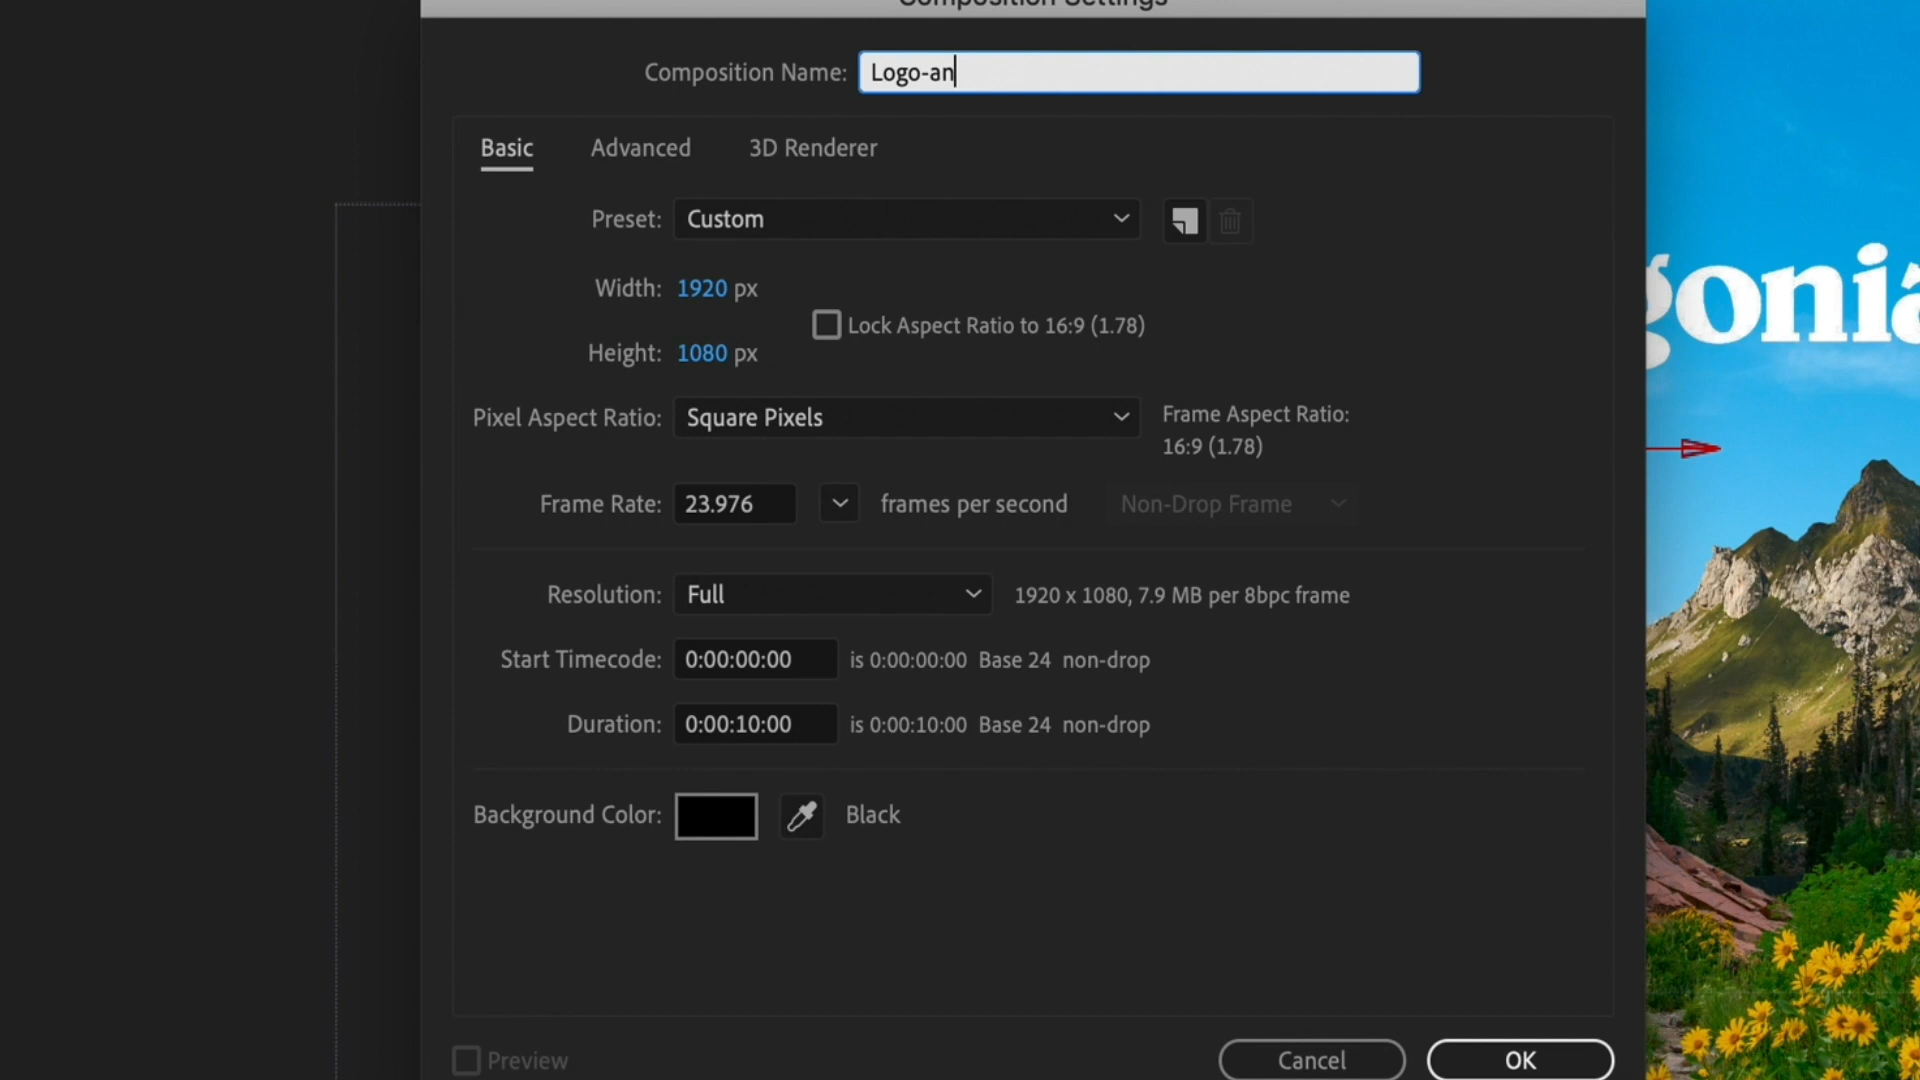 Composition Settings
Composition Name: Logo-an
Basic Advanced 3D Renderer
Preset: Custom
Width: 1920 px
Lock Aspect Ratio to 16:9 (1.78)
Height: 1080 px
Pixel Aspect Ratio: Square Pixels
Frame Aspect Ratio:
16:9 (1.78)
Frame Rate: 23.976 frames per second Non-Drop Frame
Resolution: Full 1920 x 1080, 7.9 MB per 8bpc frame
Start Timecode: 0:00:00:00 is 0:00:00:00 Base 24 non-drop
Duration: 0:00:10:00 is 0:00:10:00 Base 24 non-drop
Background Color: Black
Preview Cancel OK
gonia